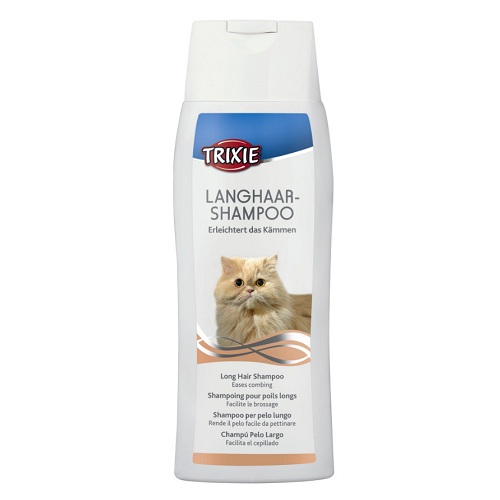 TRIXIE
LANGHAAR-
SHAMPOO
Erleichtert das Kämmen
Long Hair Shampoo
Eases combing
Shampoing pour poils longs
Facilite le brossage
Shampoo per pelo lungo
Rende il pelo facile da pettinare
Champú Pelo Largo
Facilita el cepillado